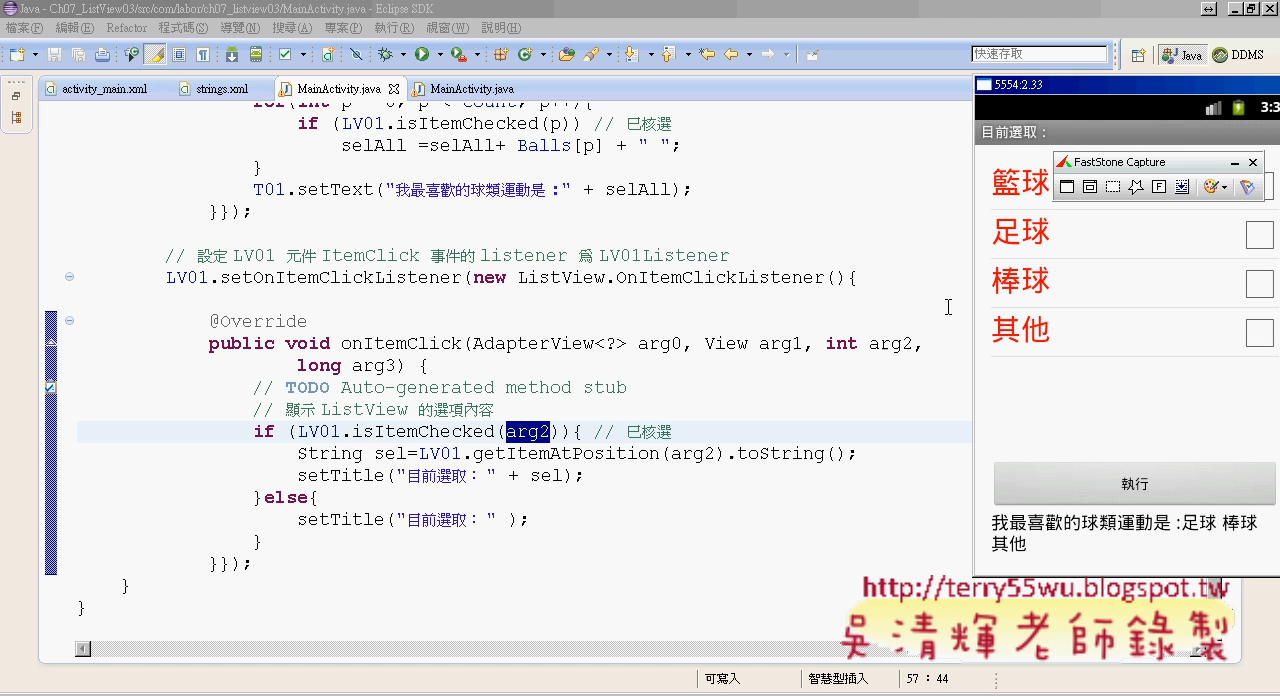 Java - Ch07_ListView03/src/com/labor/ch07_listview03/MainActivity.java - Eclipse SDK
檔案(F) 編輯(E) Refactor 程式碼(S) 導覽(N) 搜尋(A) 專案(P) 執行(R) 視窗(W) 說明(H)
快速存取
Java
DDMS
activity_main.xml
strings.xml
MainActivity.java
MainActivity.java
for(int p = 0; p < Count; p++){
if (LV01.isItemChecked(p)) // 已核選
selAll =selAll+ Balls[p] + " ";
}
T01.setText("我最喜歡的球類運動是 :" + selAll);
}});
// 設定 LV01 元件 ItemClick 事件的 listener 為 LV01Listener
LV01.setOnItemClickListener(new ListView.OnItemClickListener(){
@Override
public void onItemClick(AdapterView<?> arg0, View arg1, int arg2,
long arg3) {
// TODO Auto-generated method stub
// 顯示 ListView 的選項內容
if (LV01.isItemChecked(arg2)){ // 已核選
String sel=LV01.getItemAtPosition(arg2).toString();
setTitle("目前選取：" + sel);
}else{
setTitle("目前選取：" );
}
}});
}
}
5554:2.33
3:3
目前選取：
FastStone Capture
籃球
足球
棒球
其他
執行
我最喜歡的球類運動是 :足球 棒球
其他
http://terry55wu.blogspot.tw
吳清輝老師錄製
可寫入
智慧型插入
57 : 44